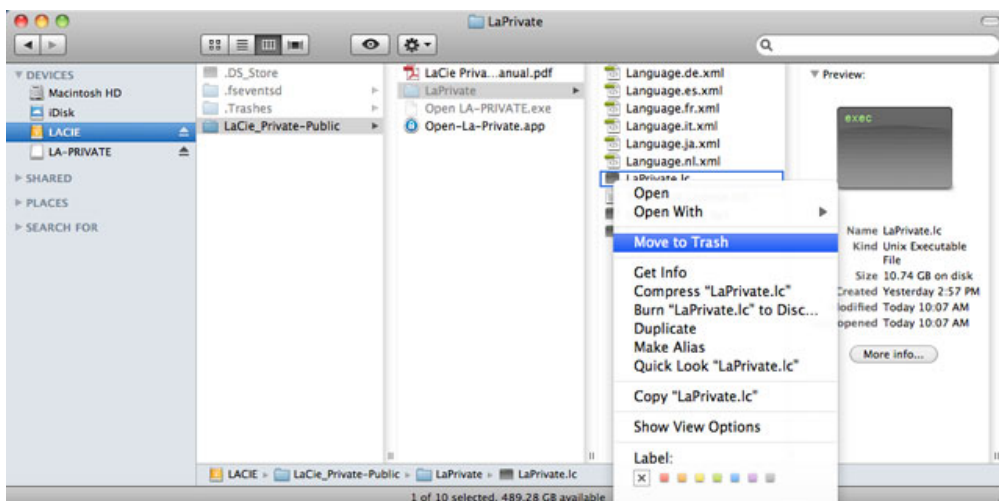 LaPrivate
DEVICES
Macintosh HD
iDisk
LACIE
LA-PRIVATE
SHARED
PLACES
SEARCH FOR
.DS_Store
.fseventsd
.Trashes
LaCie_Private-Public
LaCie Priva...anual.pdf
LaPrivate
Open LA-PRIVATE.exe
Open-La-Private.app
Language.de.xml
Language.es.xml
Language.fr.xml
Language.it.xml
Language.ja.xml
Language.nl.xml
LaPrivate.lc
Open
Open With
Move to Trash
Get Info
Compress "LaPrivate.lc"
Burn "LaPrivate.lc" to Disc...
Duplicate
Make Alias
Quick Look "LaPrivate.lc"
Copy "LaPrivate.lc"
Show View Options
Label:
Preview:
exec
Name LaPrivate.lc
Kind Unix Executable
File
Size 10.74 GB on disk
Created Yesterday 2:57 PM
odified Today 10:07 AM
opened Today 10:07 AM
More info...
LACIE LaCie_Private-Public LaPrivate LaPrivate.lc
1 of 10 selected, 489.28 GB available